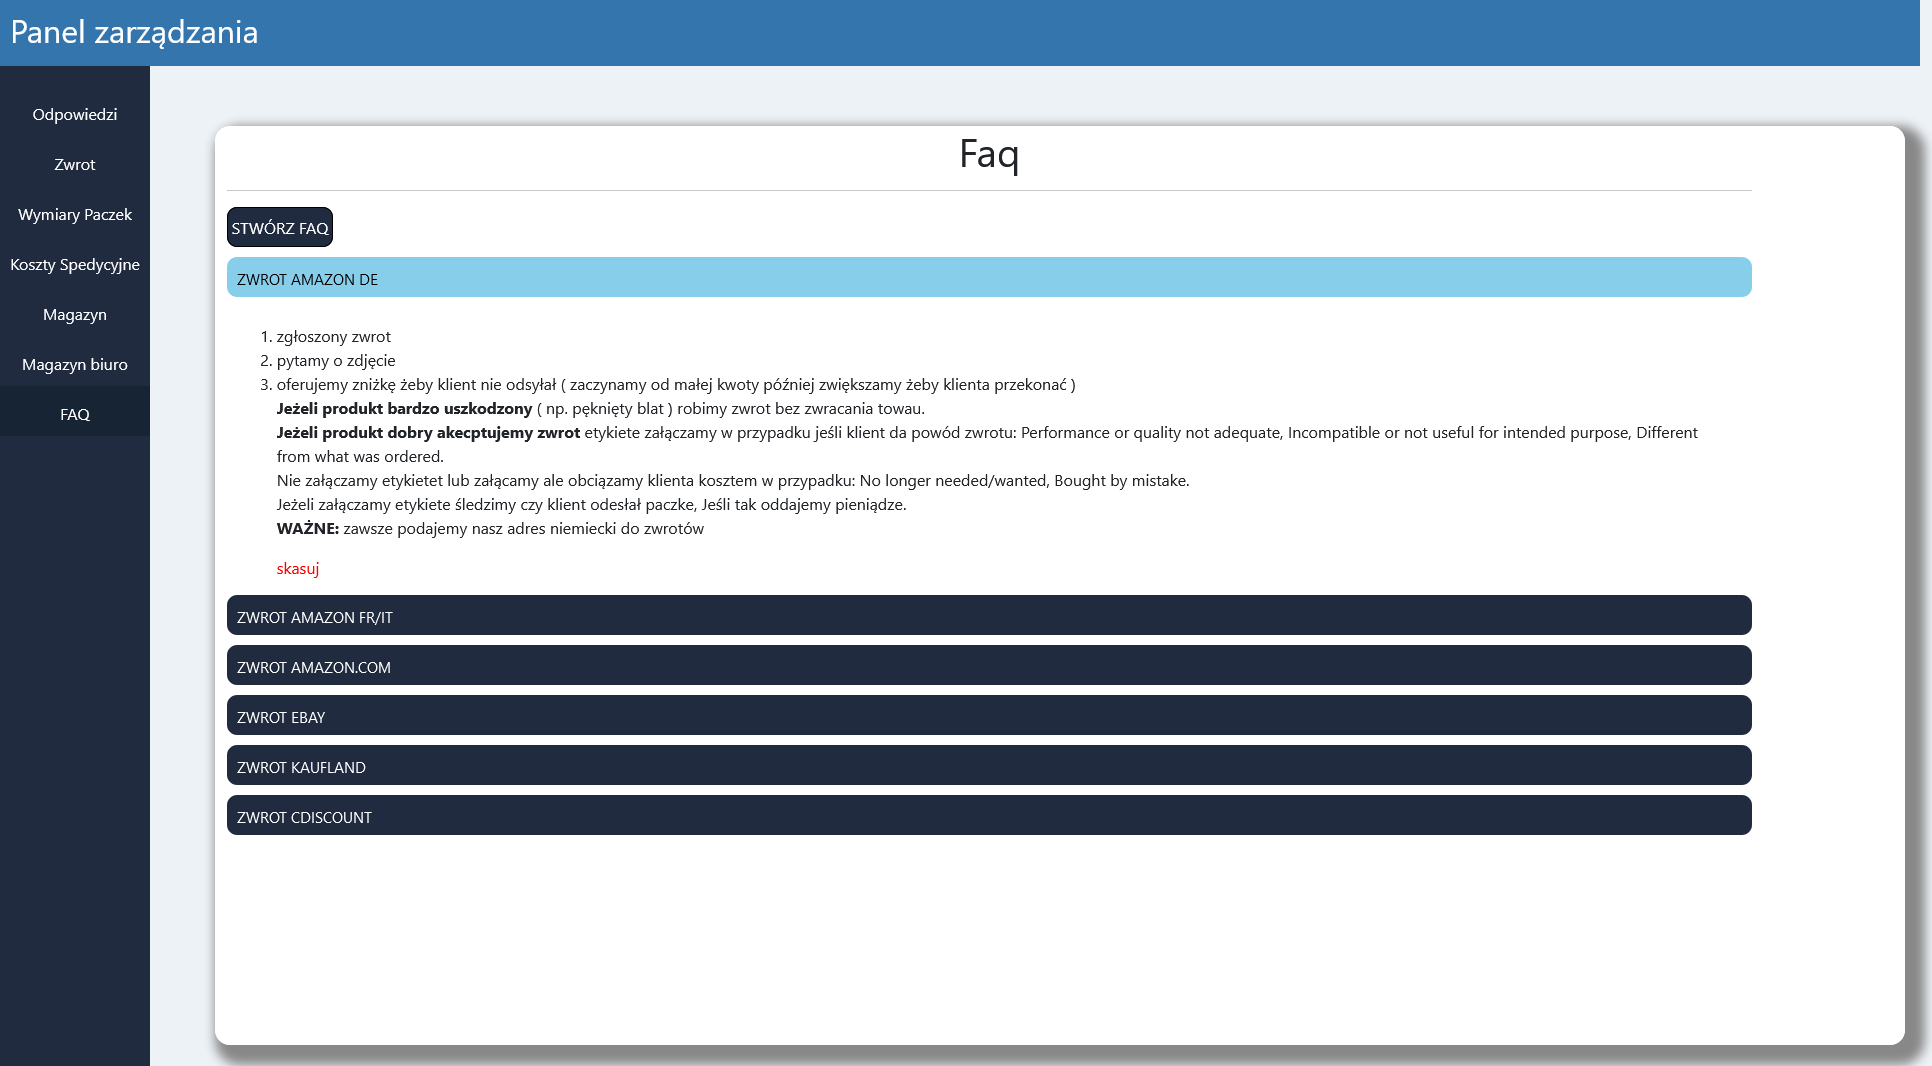 Panel zarządzania
Odpowiedzi
Zwrot
Wymiary Paczek
Koszty Spedycyjne
Magazyn
Magazyn biuro
FAQ
Faq
STWÓRZ FAQ
ZWROT AMAZON DE
1. zgłoszony zwrot
2. pytamy o zdjęcie
3. oferujemy zniżkę żeby klient nie odsyłał ( zaczynamy od małej kwoty później zwiększamy żeby klienta przekonać )
Jeżeli produkt bardzo uszkodzony ( np. pęknięty blat ) robimy zwrot bez zwracania towau.
Jeżeli produkt dobry akecptujemy zwrot etykiete załączamy w przypadku jeśli klient da powód zwrotu: Performance or quality not adequate, Incompatible or not useful for intended purpose, Different
from what was ordered.
Nie załączamy etykietet lub załącamy ale obciązamy klienta kosztem w przypadku: No longer needed/wanted, Bought by mistake.
Jeżeli załączamy etykiete śledzimy czy klient odesłał paczke, Jeśli tak oddajemy pieniądze.
WAŻNE: zawsze podajemy nasz adres niemiecki do zwrotów
skasuj
ZWROT AMAZON FR/IT
ZWROT AMAZON.COM
ZWROT EBAY
ZWROT KAUFLAND
ZWROT CDISCOUNT